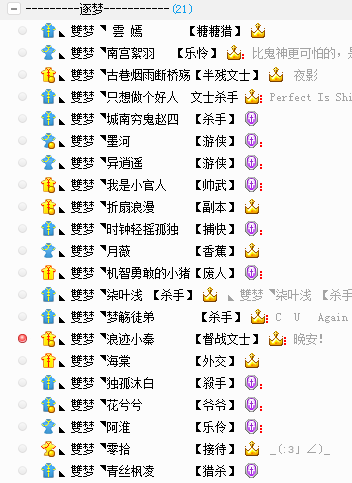 ---------逐梦----------- (21)
◣ 雙梦◥ 雲 嫣 【糖糖猎】
◣ 雙梦◥南宫絮羽 【乐伶】 比鬼神更可怕的，是
◣ 雙梦◥古巷烟雨断桥殇【半残文士】 夜影
◣ 雙梦◥只想做个好人 文士杀手 Perfect Is Shi
◣ 雙梦◥城南穷鬼赵四 【杀手】
◣ 雙梦◥墨河 【游侠】
◣ 雙梦◥异逍遥 【游侠】
◣ 雙梦◥我是小官人 【帅武】
◣ 雙梦◥折扇浪漫 【副本】
◣ 雙梦◥时钟轻摇孤独 【捕快】
◣ 雙梦◥月薇 【香蕉】
◣ 雙梦◥机智勇敢的小猪【废人】
◣ 雙梦◥柒叶浅 【杀手】 ◣ 雙梦◥柒叶浅 【杀手】
◣ 雙梦◥梦觞徒弟 【杀手】 C U Again
◣ 雙梦◥浪迹小秦 【督战文士】 晚安!
◣ 雙梦◥海棠 【外交】
◣ 雙梦◥独孤沐白 【殺手】
◣ 雙梦◥花兮兮 【爷爷】
◣ 雙梦◥阿淮 【乐伶】
◣ 雙梦◥零拾 【接待】 _(:3」∠)_
◣ 雙梦◥青丝枫凌 【猎杀】